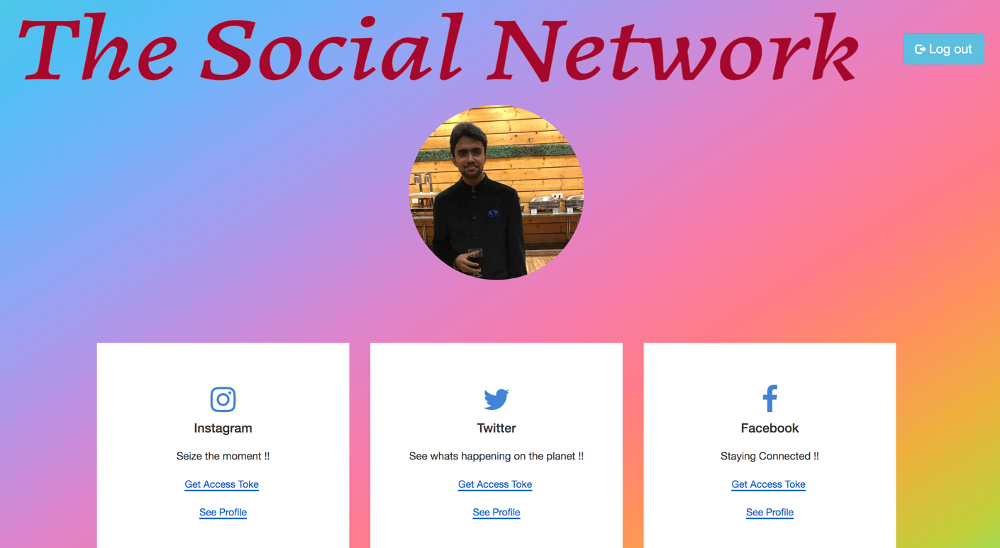 The Social Network
Log out
Instagram
Seize the moment !!
Get Access Toke
See Profile
Twitter
See whats happening on the planet !!
Get Access Toke
See Profile
Facebook
Staying Connected !!
Get Access Toke
See Profile